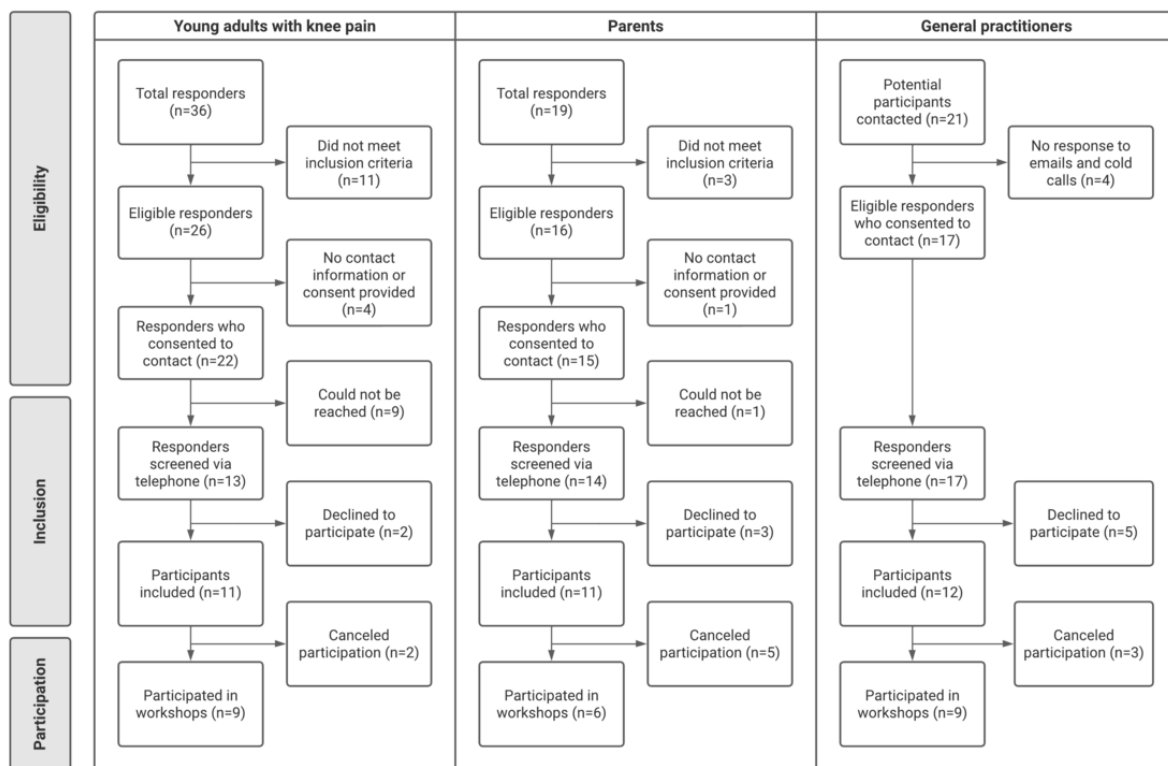 Eligibility
Inclusion
Participation
Young adults with knee pain
Total responders
(n=36)
Did not meet
inclusion criteria
(n=11)
Eligible responders
(n=26)
No contact
information or
consent provided
(n=4)
Responders who
consented to
contact (n=22)
Could not be
reached (n=9)
Responders
screened via
telephone (n=13)
Declined to
participate (n=2)
Participants
included (n=11)
Canceled
participation (n=2)
Participated in
workshops (n=9)
Parents
Total responders
(n=19)
Did not meet
inclusion criteria
(n=3)
Eligible responders
(n=16)
No contact
information or
consent provided
(n=1)
Responders who
consented to
contact (n=15)
Could not be
reached (n=1)
Responders
screened via
telephone (n=14)
Declined to
participate (n=3)
Participants
included (n=11)
Canceled
participation (n=5)
Participated in
workshops (n=6)
General practitioners
Potential
participants
contacted (n=21)
No response to
emails and cold
calls (n=4)
Eligible responders
who consented to
contact (n=17)
Responders
screened via
telephone (n=17)
Declined to
participate (n=5)
Participants
included (n=12)
Canceled
participation (n=3)
Participated in
workshops (n=9)